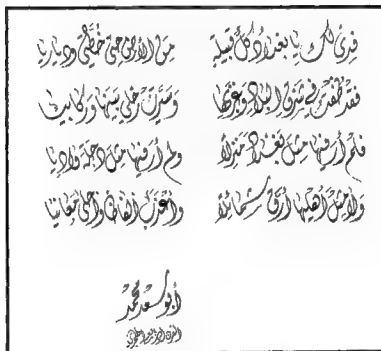 فدى لك يا بغداد كل قبيلة من الأرض حتى خطتي ودياريا
فقد طفت في شرق البلاد وغربها وسيرت رحلي بينها وركابيا
فلم أر فيها مثل بغداد منزلاً ولم أر فيها مثل دجلة واديا
ولا مثل أهليها أرق شمائلاً وأعذب ألفاظاً وأحلى معانيا
أبو سعد محمد